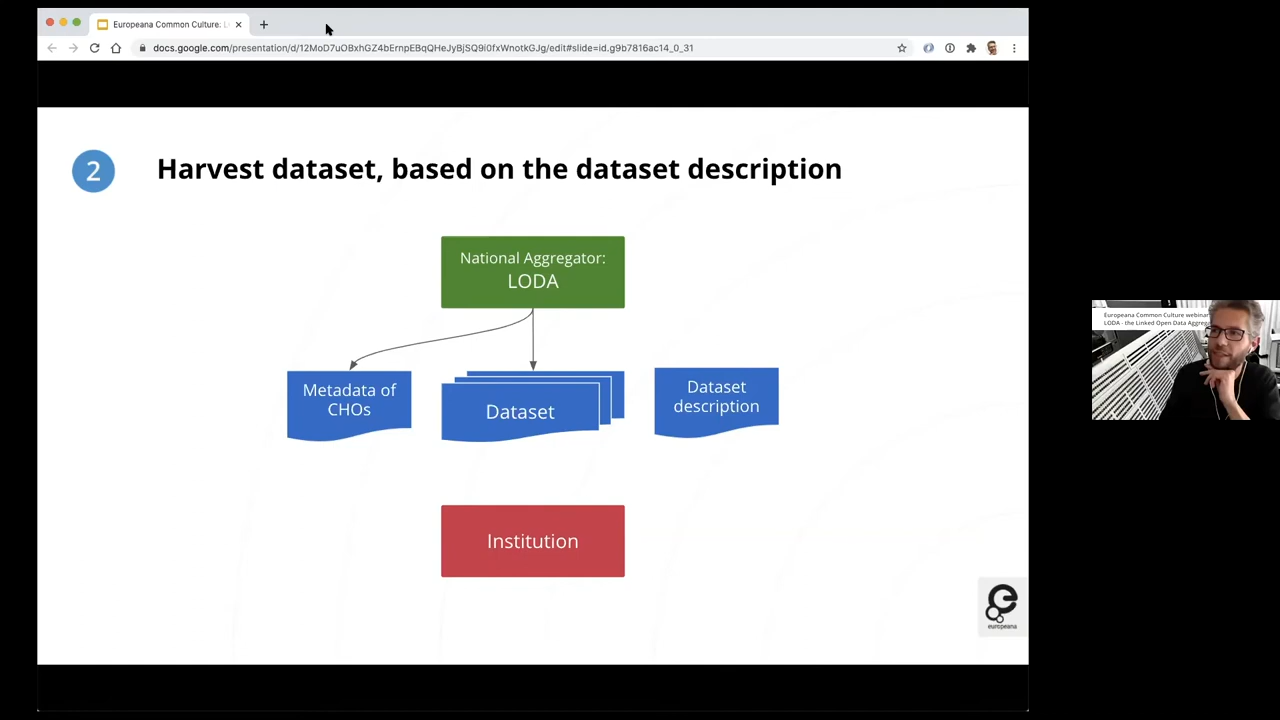 Europeana Common Culture: L
docs.google.com/presentation/d/12MoD7uOBxhGZ4bErnpEBqQHeJyBjSQ9i0fxWnotkGJg/edit#slide=id.g9b7816ac14_0_31
2
Harvest dataset, based on the dataset description
National Aggregator:
LODA
Metadata of
CHOs
Dataset
Dataset
description
Institution
europeana
Europeana Common Culture webinar
LODA - the Linked Open Data Aggrega